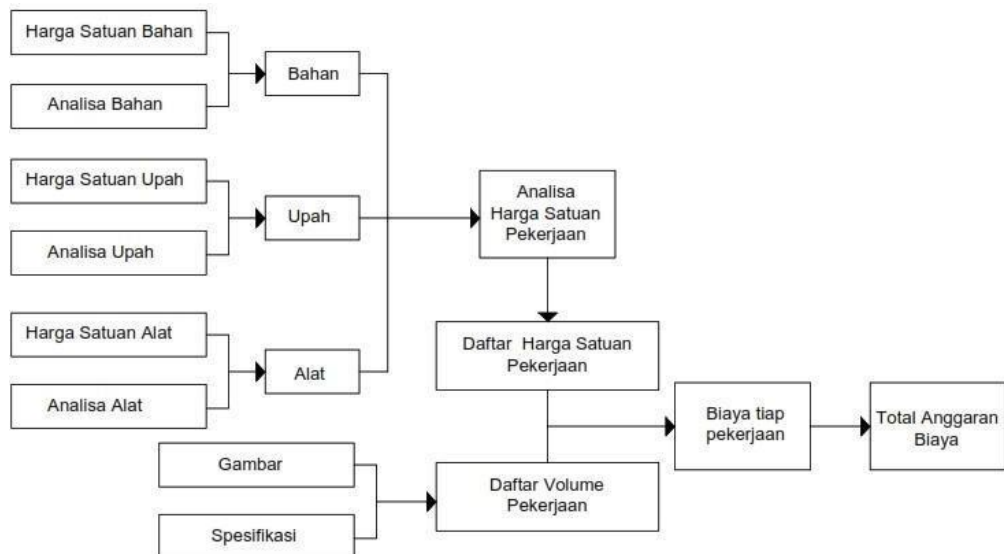 Harga Satuan Bahan
Analisa Bahan
Bahan
Harga Satuan Upah
Analisa Upah
Upah
Harga Satuan Alat
Analisa Alat
Alat
Analisa
Harga Satuan
Pekerjaan
Daftar Harga Satuan
Pekerjaan
Gambar
Spesifikasi
Daftar Volume
Pekerjaan
Biaya tiap
pekerjaan
Total Anggaran
Biaya